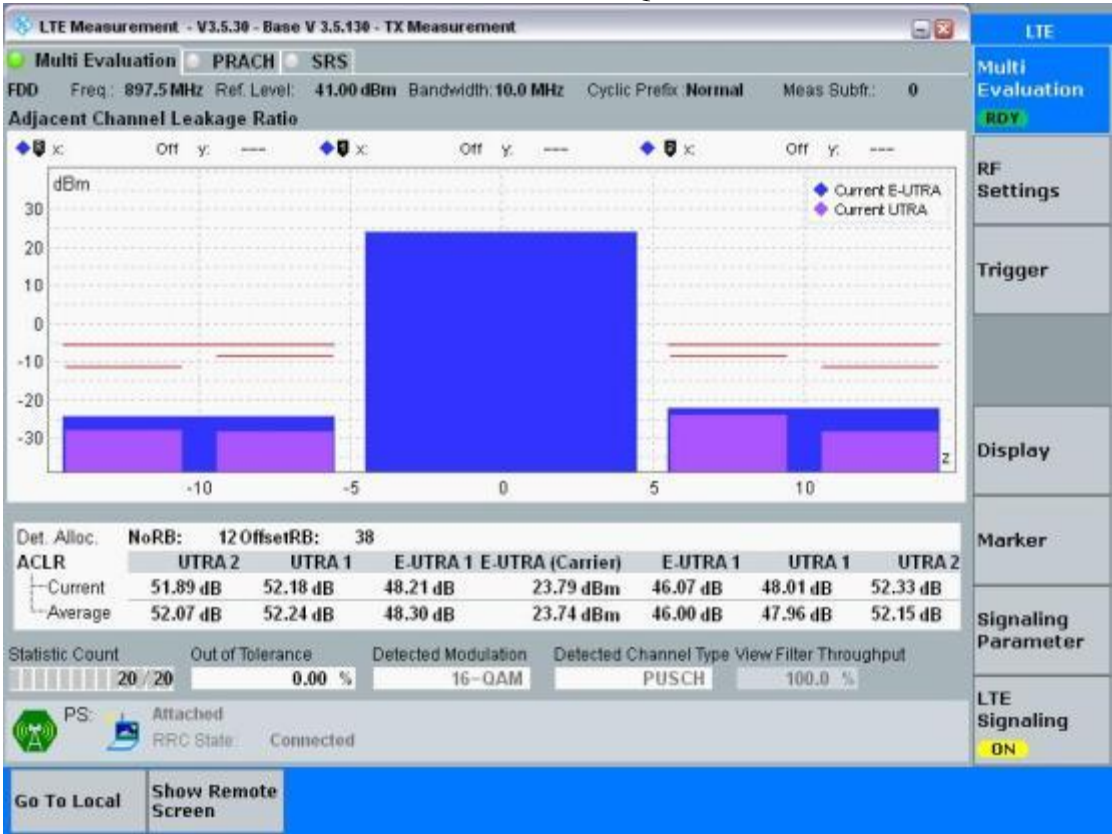 LTE Measurement - V3.5.30 - Base V 3.5.130 - TX Measurement
Multi Evaluation PRACH SRS
FDD Freq.: 897.5 MHz Ref. Level: 41.00 dBm Bandwidth: 10.0 MHz Cyclic Prefix: Normal Meas Subfr.: 0
Adjacent Channel Leakage Ratio
x: Off y: --- x: Off y: --- x: Off y: ---
dBm
Current E-UTRA
Current UTRA
30
20
10
0
-10
-20
-30
z
-10 -5 0 5 10
Det. Alloc. NoRB: 12 OffsetRB: 38
ACLR UTRA 2 UTRA 1 E-UTRA 1 E-UTRA (Carrier) E-UTRA 1 UTRA 1 UTRA 2
Current 51.89 dB 52.18 dB 48.21 dB 23.79 dBm 46.07 dB 48.01 dB 52.33 dB
Average 52.07 dB 52.24 dB 48.30 dB 23.74 dBm 46.00 dB 47.96 dB 52.15 dB
Statistic Count Out of Tolerance Detected Modulation Detected Channel Type View Filter Throughput
20 / 20 0.00 % 16-QAM PUSCH 100.0 %
PS: Attached
RRC State: Connected
Go To Local
Show Remote
Screen
LTE
Multi
Evaluation
RDY
RF
Settings
Trigger
Display
Marker
Signaling
Parameter
LTE
Signaling
ON